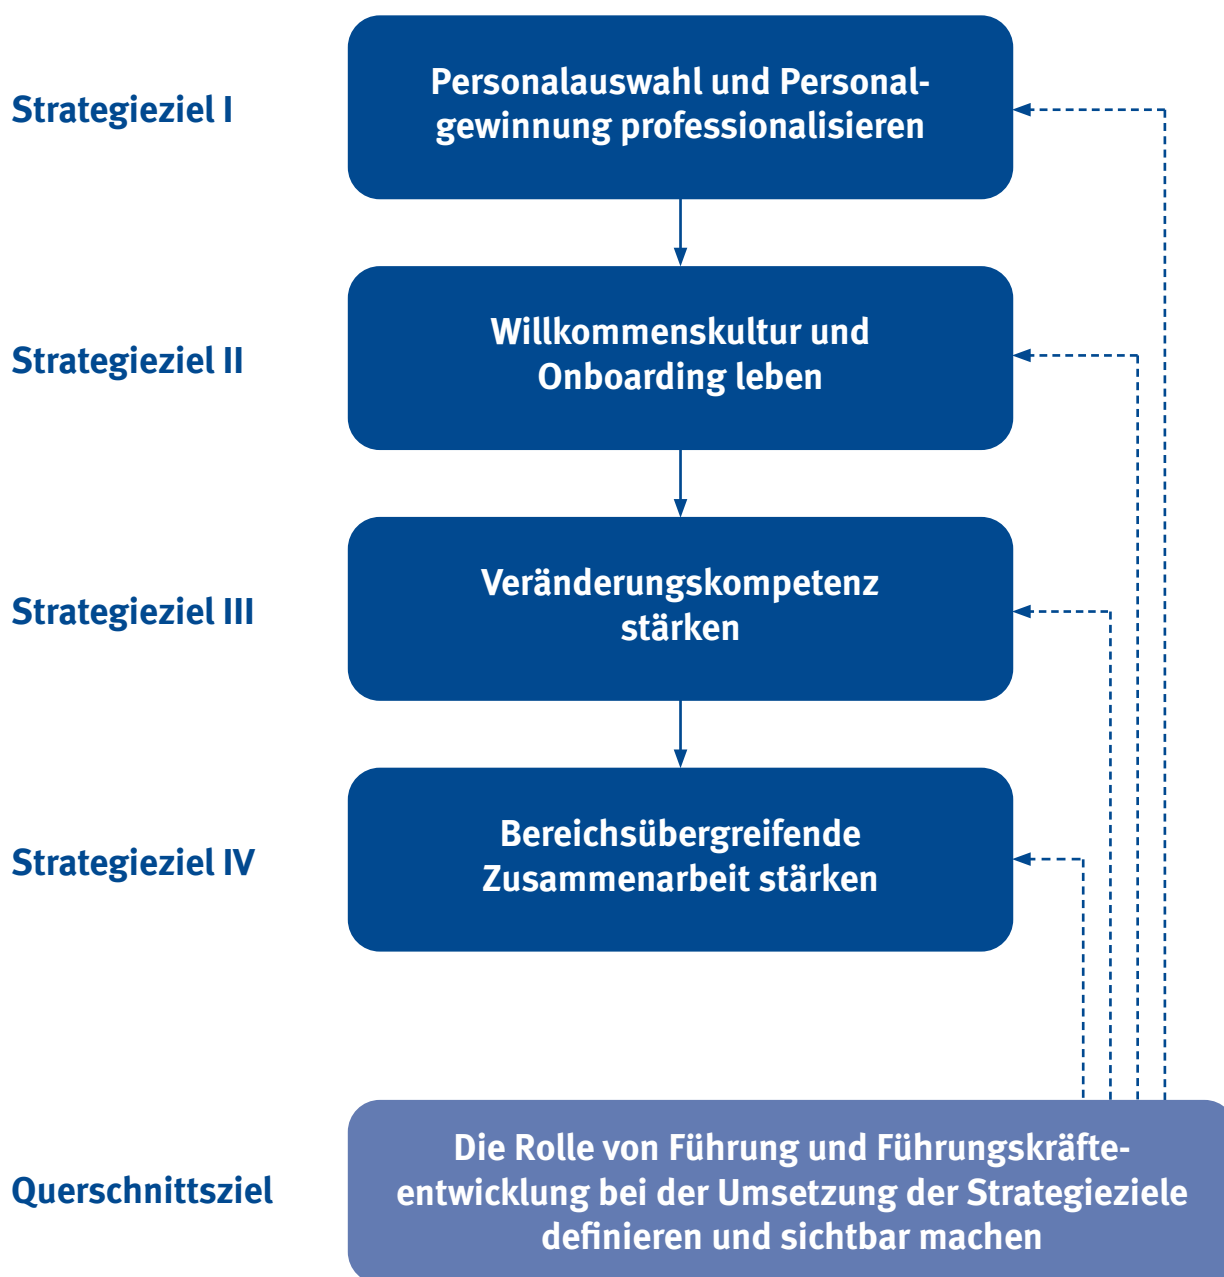 Strategieziel I
Personalauswahl und Personal-
gewinnung professionalisieren
Strategieziel II
Willkommenskultur und
Onboarding leben
Strategieziel III
Veränderungskompetenz
stärken
Strategieziel IV
Bereichsübergreifende
Zusammenarbeit stärken
Querschnittsziel
Die Rolle von Führung und Führungskräfte-
entwicklung bei der Umsetzung der Strategieziele
definieren und sichtbar machen